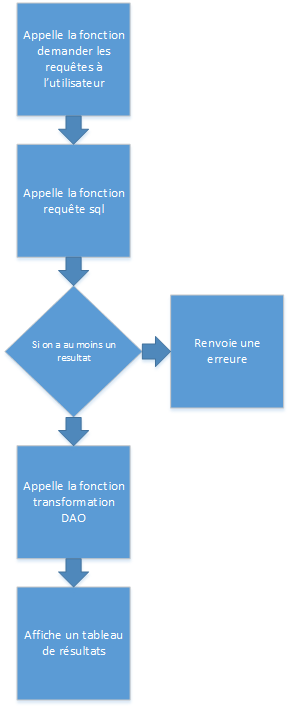 Appelle la fonction
demander les
requêtes à
l'utilisateur
Appelle la fonction
requête sql
Si on a au moins un
resultat
Renvoie une
erreure
Appelle la fonction
transformation
DAO
Affiche un tableau
de résultats